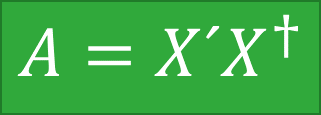 A = X′X†